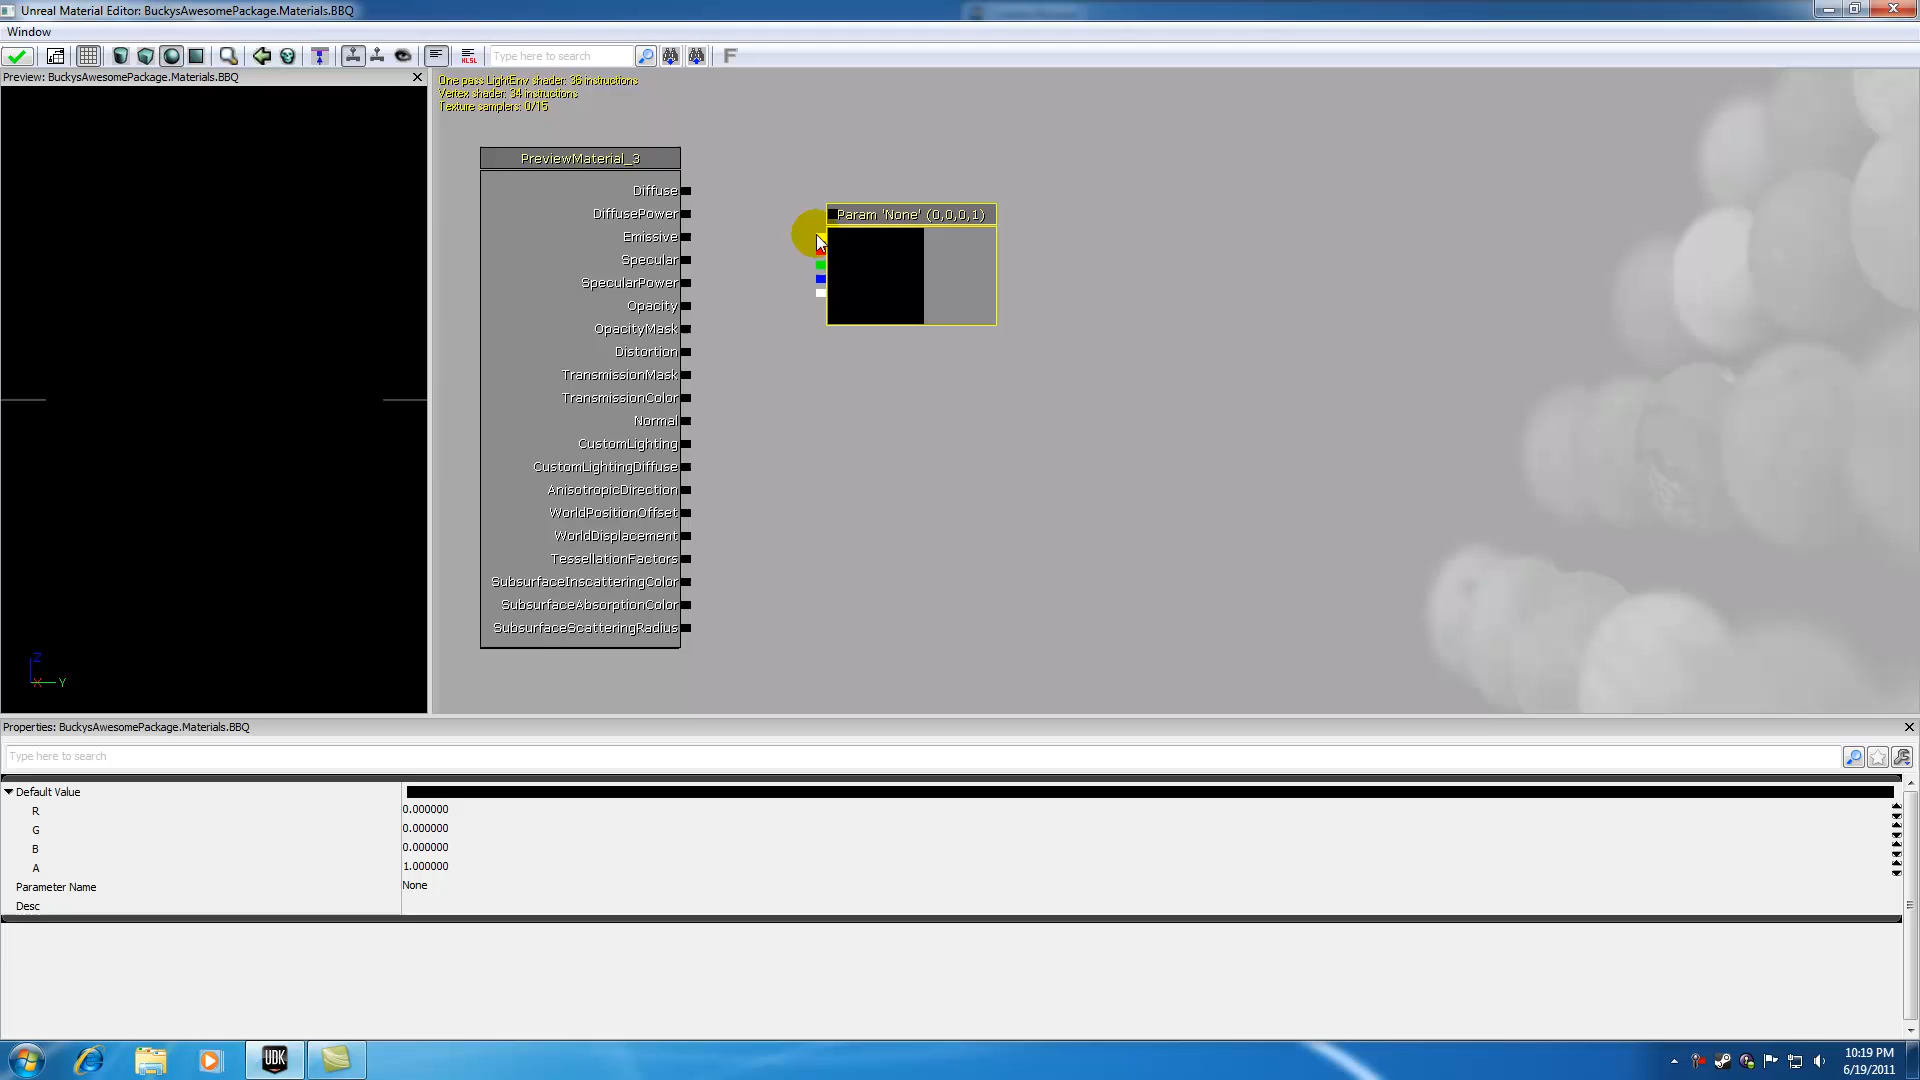 Unreal Material Editor: BuckysAwesomePackage.Materials.BBQ
Window
HLSL
Type here to search
F
Preview: BuckysAwesomePackage.Materials.BBQ
One pass LightEnv shader: 36 instructions
Vertex shader: 34 instructions
Texture samplers: 0/15
PreviewMaterial_3
Diffuse
DiffusePower
Emissive
Specular
SpecularPower
Opacity
OpacityMask
Distortion
TransmissionMask
TransmissionColor
Normal
CustomLighting
CustomLightingDiffuse
AnisotropicDirection
WorldPositionOffset
WorldDisplacement
TessellationFactors
SubsurfaceInscatteringColor
SubsurfaceAbsorptionColor
SubsurfaceScatteringRadius
Param 'None' (0,0,0,1)
Z
X
Y
Properties: BuckysAwesomePackage.Materials.BBQ
Type here to search
Default Value
R 0.000000
G 0.000000
B 0.000000
A 1.000000
Parameter Name None
Desc
UDK
10:19 PM
6/19/2011